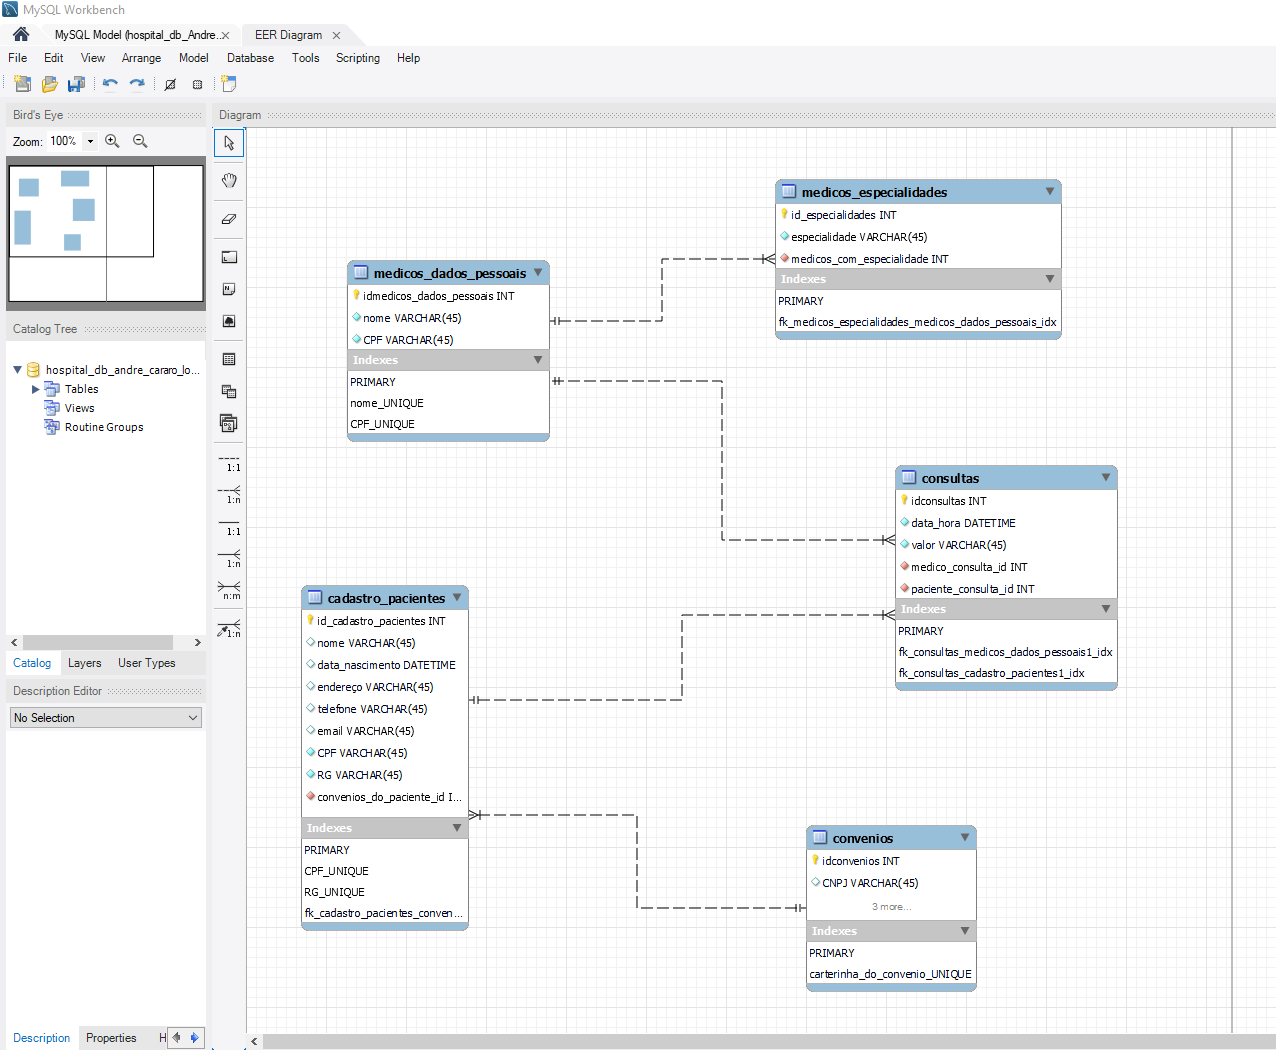 MySQL Workbench
MySQL Model (hospital_db_Andre...
EER Diagram
File Edit View Arrange Model Database Tools Scripting Help
Bird's Eye
Zoom: 100%
Catalog Tree
hospital_db_andre_cararo_lo...
Tables
Views
Routine Groups
Catalog Layers User Types
Description Editor
No Selection
Description Properties H
1:1
1:n
1:1
1:n
n:m
1:n
Diagram
medicos_especialidades
id_especialidades INT
especialidade VARCHAR(45)
medicos_com_especialidade INT
Indexes
PRIMARY
fk_medicos_especialidades_medicos_dados_pessoais_idx
medicos_dados_pessoais
idmedicos_dados_pessoais INT
nome VARCHAR(45)
CPF VARCHAR(45)
Indexes
PRIMARY
nome_UNIQUE
CPF_UNIQUE
consultas
idconsultas INT
data_hora DATETIME
valor VARCHAR(45)
medico_consulta_id INT
paciente_consulta_id INT
Indexes
PRIMARY
fk_consultas_medicos_dados_pessoais1_idx
fk_consultas_cadastro_pacientes1_idx
cadastro_pacientes
id_cadastro_pacientes INT
nome VARCHAR(45)
data_nascimento DATETIME
endereço VARCHAR(45)
telefone VARCHAR(45)
email VARCHAR(45)
CPF VARCHAR(45)
RG VARCHAR(45)
convenios_do_paciente_id I...
Indexes
PRIMARY
CPF_UNIQUE
RG_UNIQUE
fk_cadastro_pacientes_conven...
convenios
idconvenios INT
CNPJ VARCHAR(45)
3 more...
Indexes
PRIMARY
carterinha_do_convenio_UNIQUE